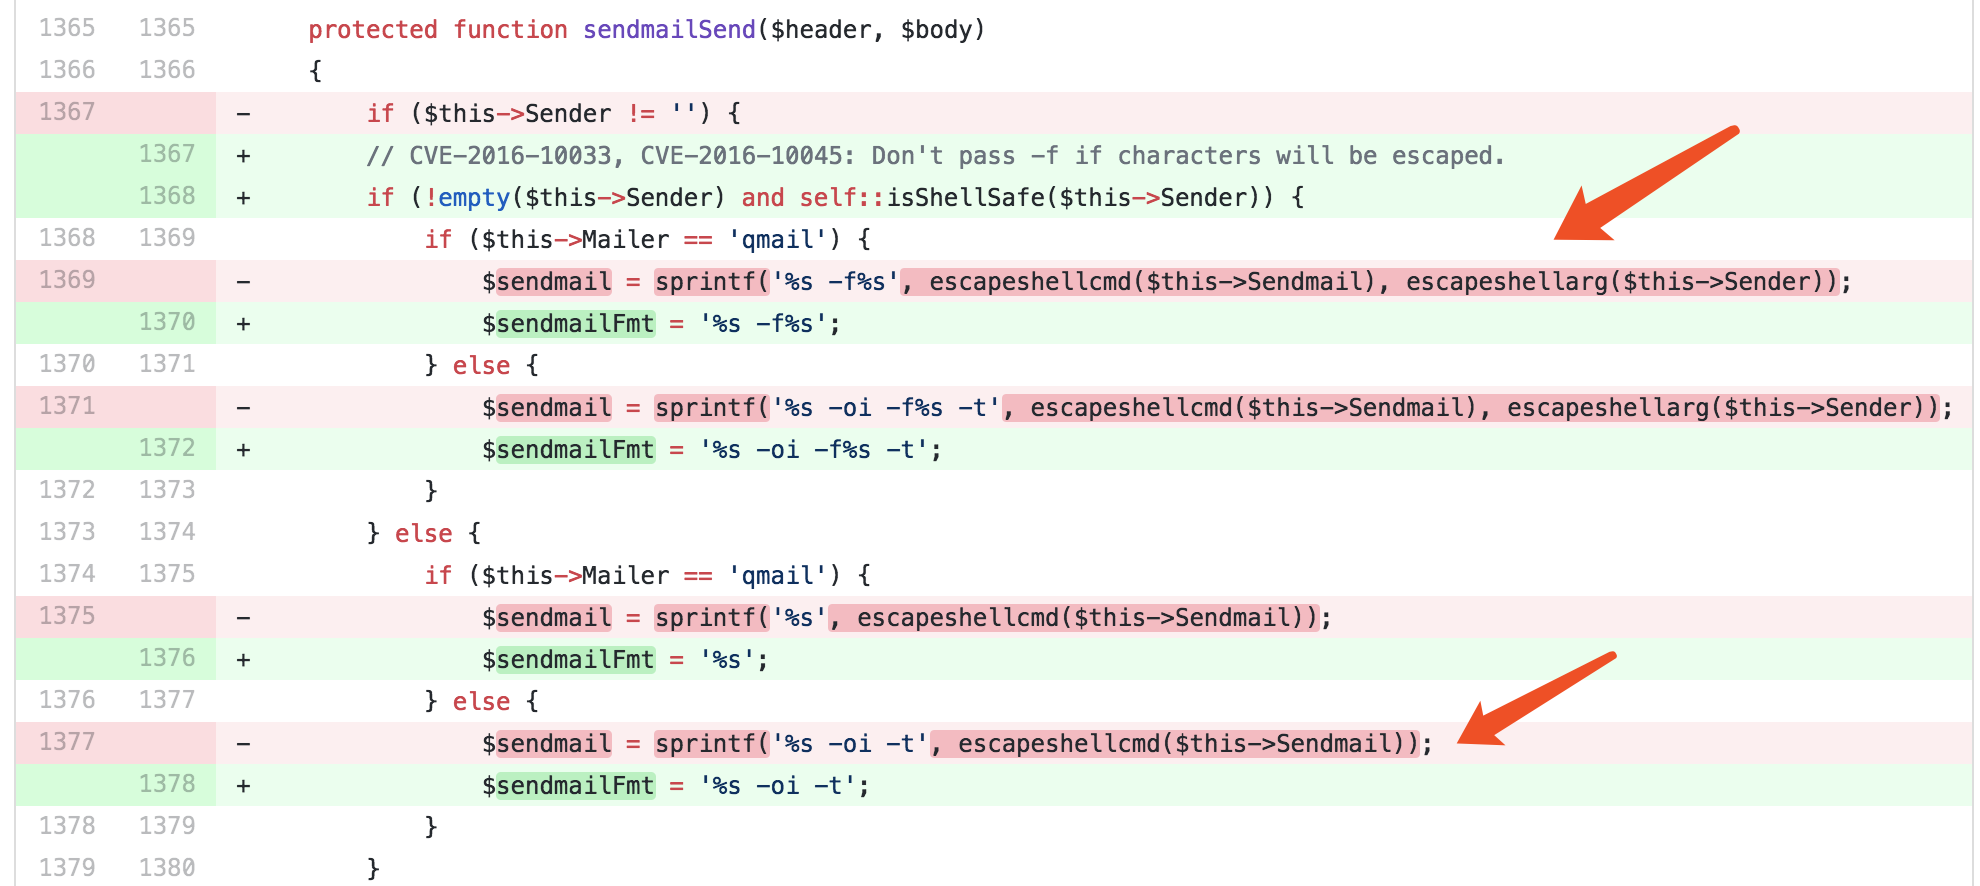 1365 1365 protected function sendmailSend($header, $body)
1366 1366 {
1367 - if ($this->Sender != '') {
1367 + // CVE-2016-10033, CVE-2016-10045: Don't pass -f if characters will be escaped.
1368 + if (!empty($this->Sender) and self::isShellSafe($this->Sender)) {
1368 1369 if ($this->Mailer == 'qmail') {
1369 - $sendmail = sprintf('%s -f%s', escapeshellcmd($this->Sendmail), escapeshellarg($this->Sender));
1370 + $sendmailFmt = '%s -f%s';
1370 1371 } else {
1371 - $sendmail = sprintf('%s -oi -f%s -t', escapeshellcmd($this->Sendmail), escapeshellarg($this->Sender));
1372 + $sendmailFmt = '%s -oi -f%s -t';
1372 1373 }
1373 1374 } else {
1374 1375 if ($this->Mailer == 'qmail') {
1375 - $sendmail = sprintf('%s', escapeshellcmd($this->Sendmail));
1376 + $sendmailFmt = '%s';
1376 1377 } else {
1377 - $sendmail = sprintf('%s -oi -t', escapeshellcmd($this->Sendmail));
1378 + $sendmailFmt = '%s -oi -t';
1378 1379 }
1379 1380 }